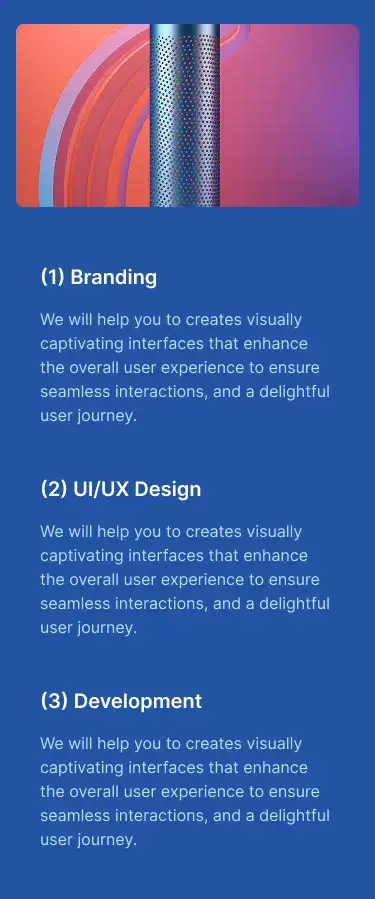 (1) Branding
We will help you to creates visually
captivating interfaces that enhance
the overall user experience to ensure
seamless interactions, and a delightful
user journey.
(2) UI/UX Design
We will help you to creates visually
captivating interfaces that enhance
the overall user experience to ensure
seamless interactions, and a delightful
user journey.
(3) Development
We will help you to creates visually
captivating interfaces that enhance
the overall user experience to ensure
seamless interactions, and a delightful
user journey.